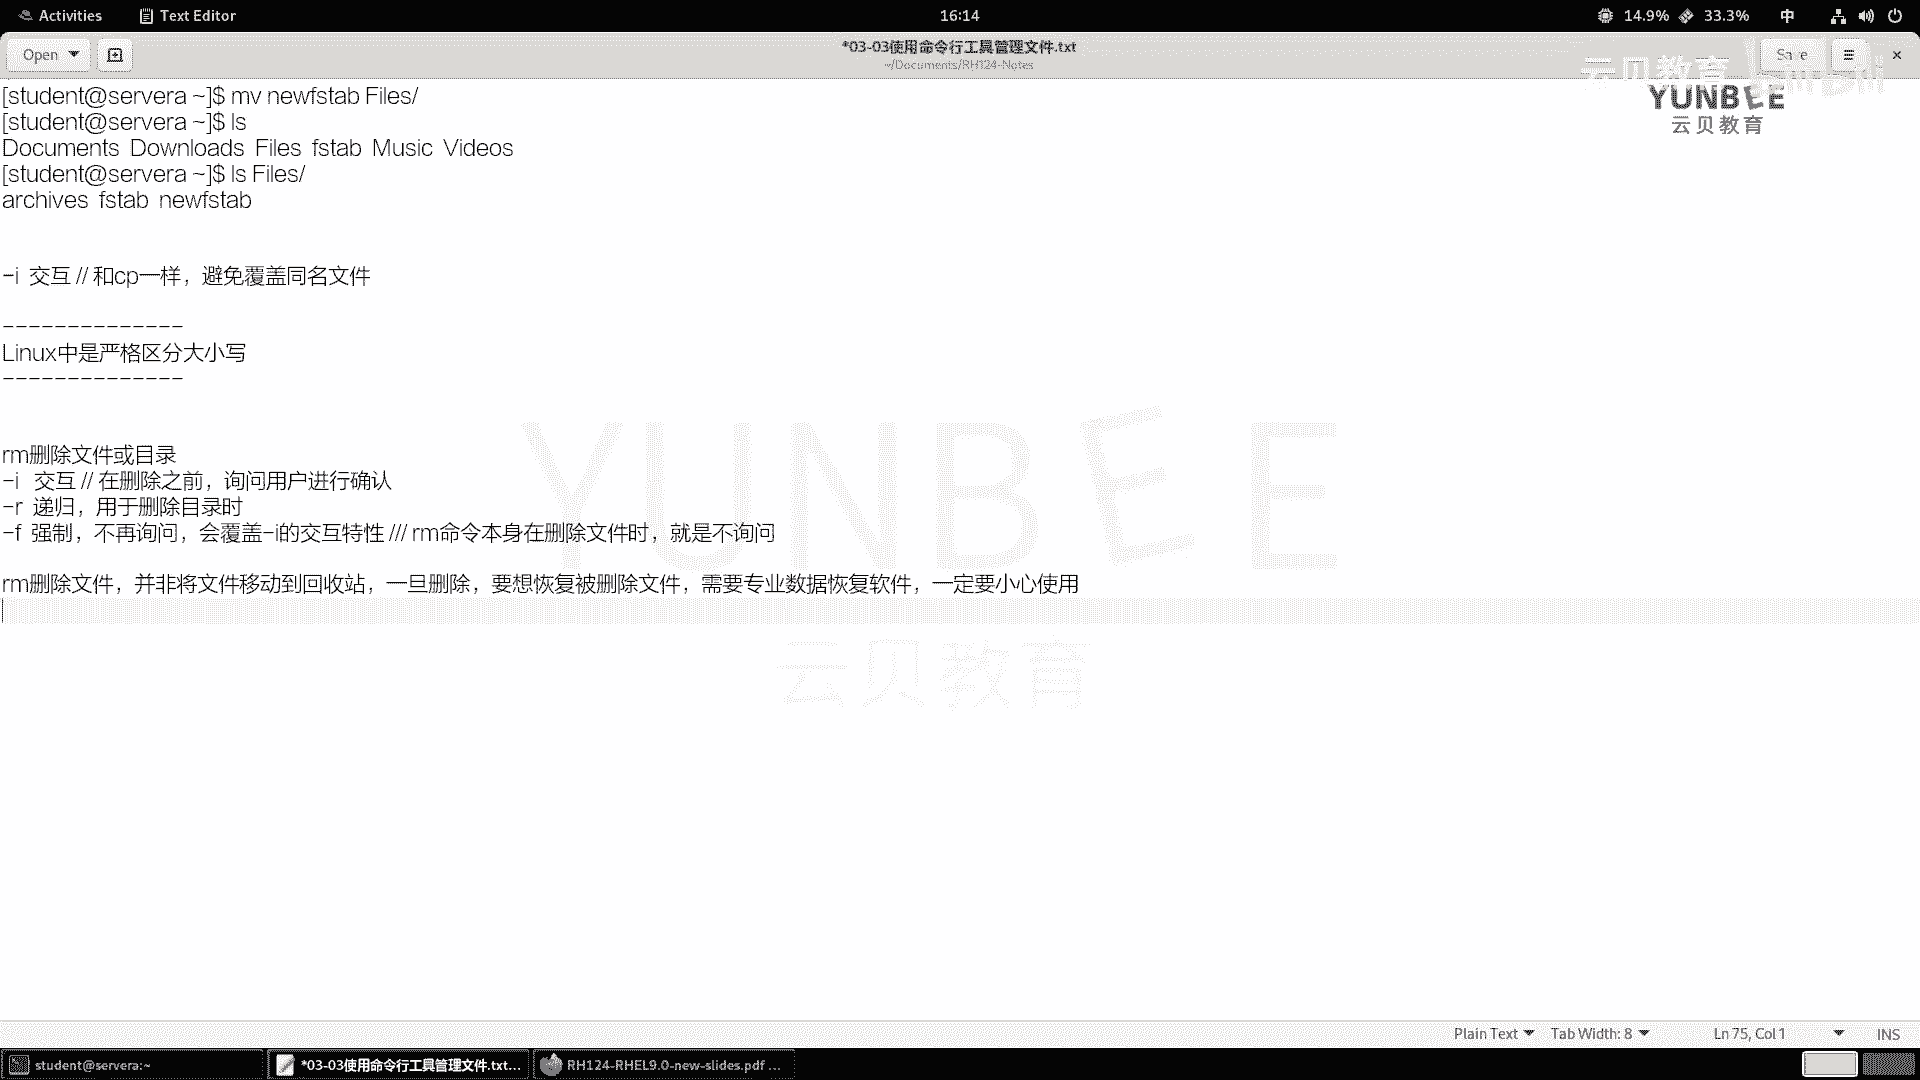 Activities Text Editor 16:14 14.9% 33.3% 中
Open *03-03使用命令行工具管理文件.txt Save
~/Documents/RH124-Notes
云贝教育
YUNBEE
云贝教育
[student@servera ~]$ mv newfstab Files/
[student@servera ~]$ ls
Documents Downloads Files fstab Music Videos
[student@servera ~]$ ls Files/
archives fstab newfstab
-i 交互 // 和cp一样，避免覆盖同名文件
--------------
Linux中是严格区分大小写
--------------
rm删除文件或目录
-i 交互 // 在删除之前，询问用户进行确认
-r 递归，用于删除目录时
-f 强制，不再询问，会覆盖-i的交互特性 /// rm命令本身在删除文件时，就是不询问
rm删除文件，并非将文件移动到回收站，一旦删除，要想恢复被删除文件，需要专业数据恢复软件，一定要小心使用
YUNBEE
云贝教育
Plain Text Tab Width: 8 Ln 75, Col 1 INS
student@servera:~ *03-03使用命令行工具管理文件.txt... RH124-RHEL9.0-new-slides.pdf ...